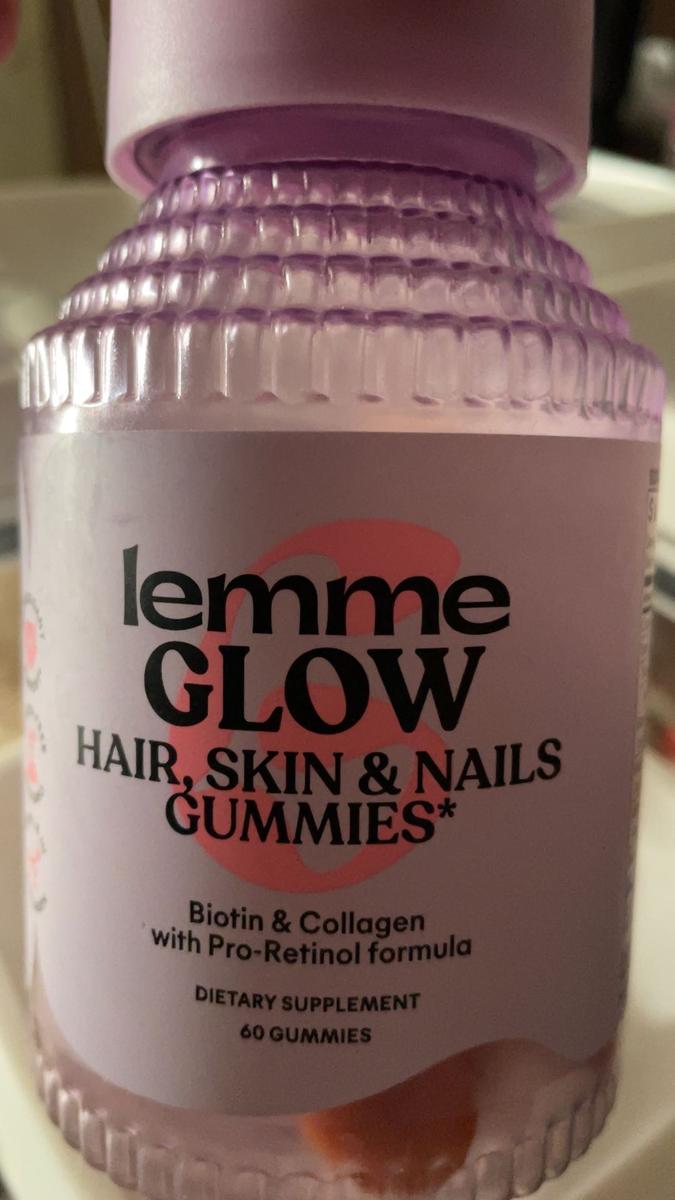 lemme
GLOW
HAIR, SKIN & NAILS
GUMMIES*
Biotin & Collagen
with Pro-Retinol formula
DIETARY SUPPLEMENT
60 GUMMIES